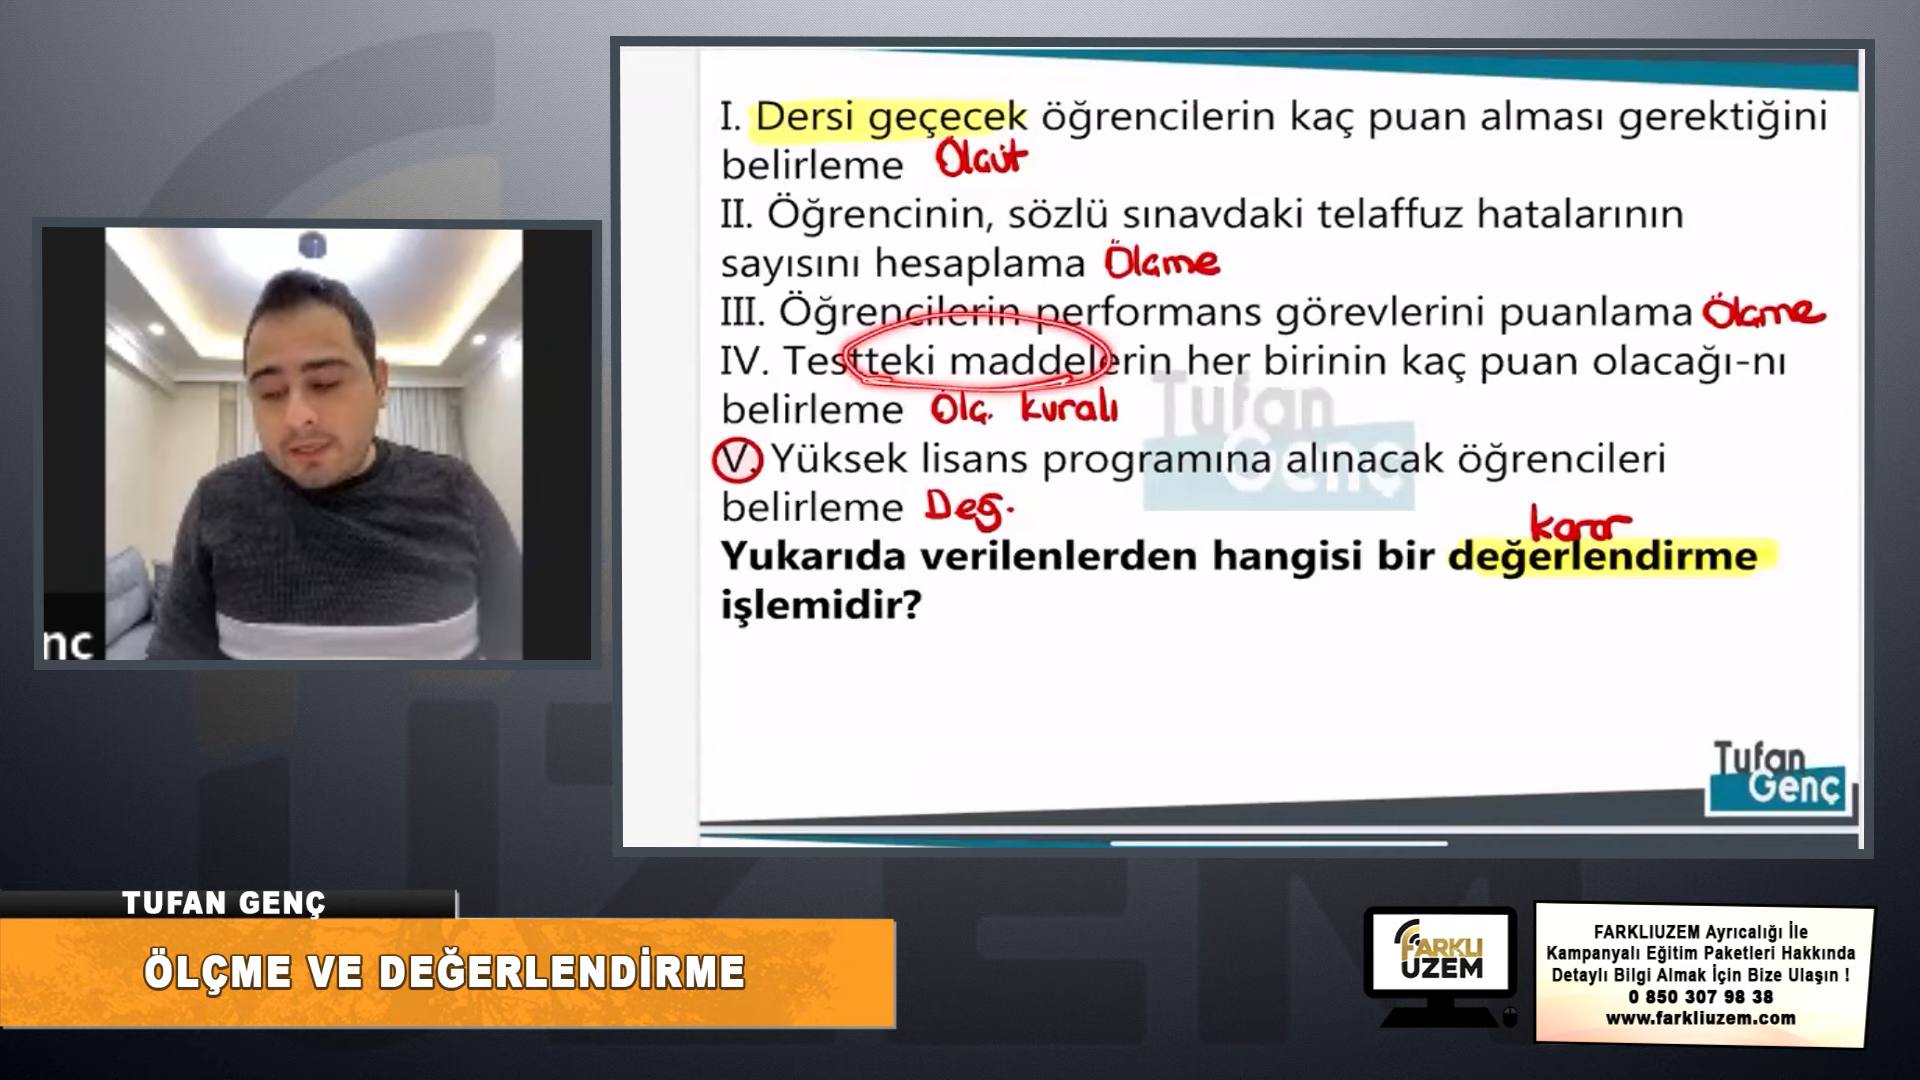 I. Dersi geçecek öğrencilerin kaç puan alması gerektiğini
belirleme Ölçüt
II. Öğrencinin, sözlü sınavdaki telaffuz hatalarının
sayısını hesaplama Ölçme
III. Öğrencilerin performans görevlerini puanlama Ölçme
IV. Testteki maddelerin her birinin kaç puan olacağı-nı
belirleme Ölç. kuralı
V. Yüksek lisans programına alınacak öğrencileri
belirleme Değ.
karar
Yukarıda verilenlerden hangisi bir değerlendirme
işlemidir?
Tufan
Genç
Tufan
Genç
nç
TUFAN GENÇ
ÖLÇME VE DEĞERLENDİRME
FARKLI
UZEM
FARKLIUZEM Ayrıcalığı İle
Kampanyalı Eğitim Paketleri Hakkında
Detaylı Bilgi Almak İçin Bize Ulaşın !
0 850 307 98 38
www.farkliuzem.com